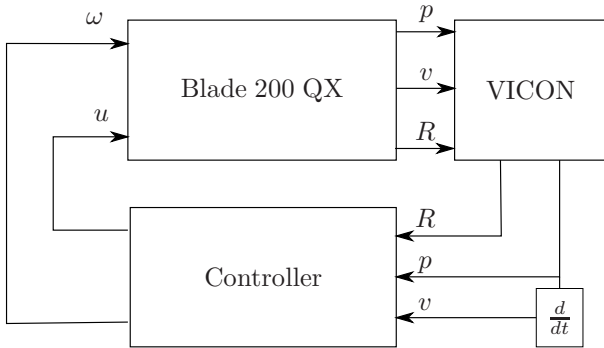 ω
p
Blade 200 QX
v
VICON
u
R
R
Controller
p
v
d/dt